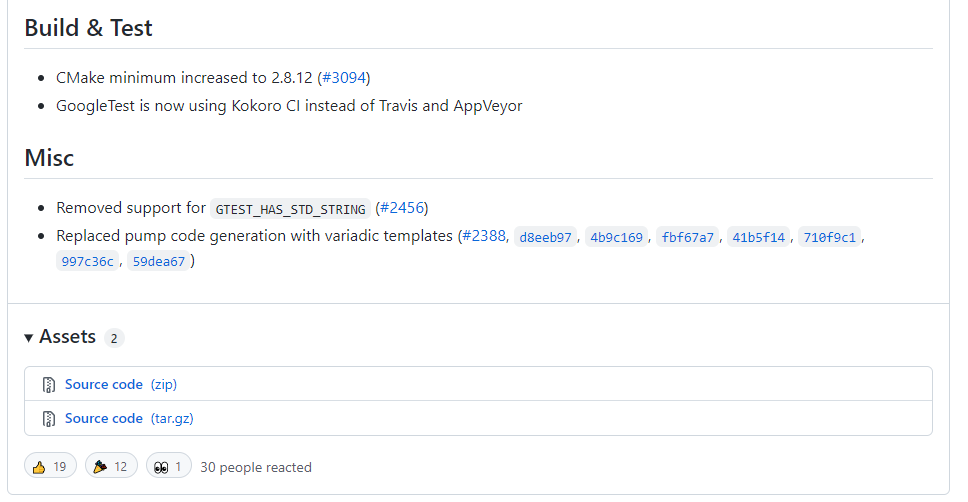 Build & Test
• CMake minimum increased to 2.8.12 (#3094)
• GoogleTest is now using Kokoro CI instead of Travis and AppVeyor
Misc
• Removed support for GTEST_HAS_STD_STRING (#2456)
• Replaced pump code generation with variadic templates (#2388, d8eeb97, 4b9c169, fbf67a7, 41b5f14, 710f9c1,
997c36c, 59dea67)
Assets 2
Source code (zip)
Source code (tar.gz)
19 12 1 30 people reacted